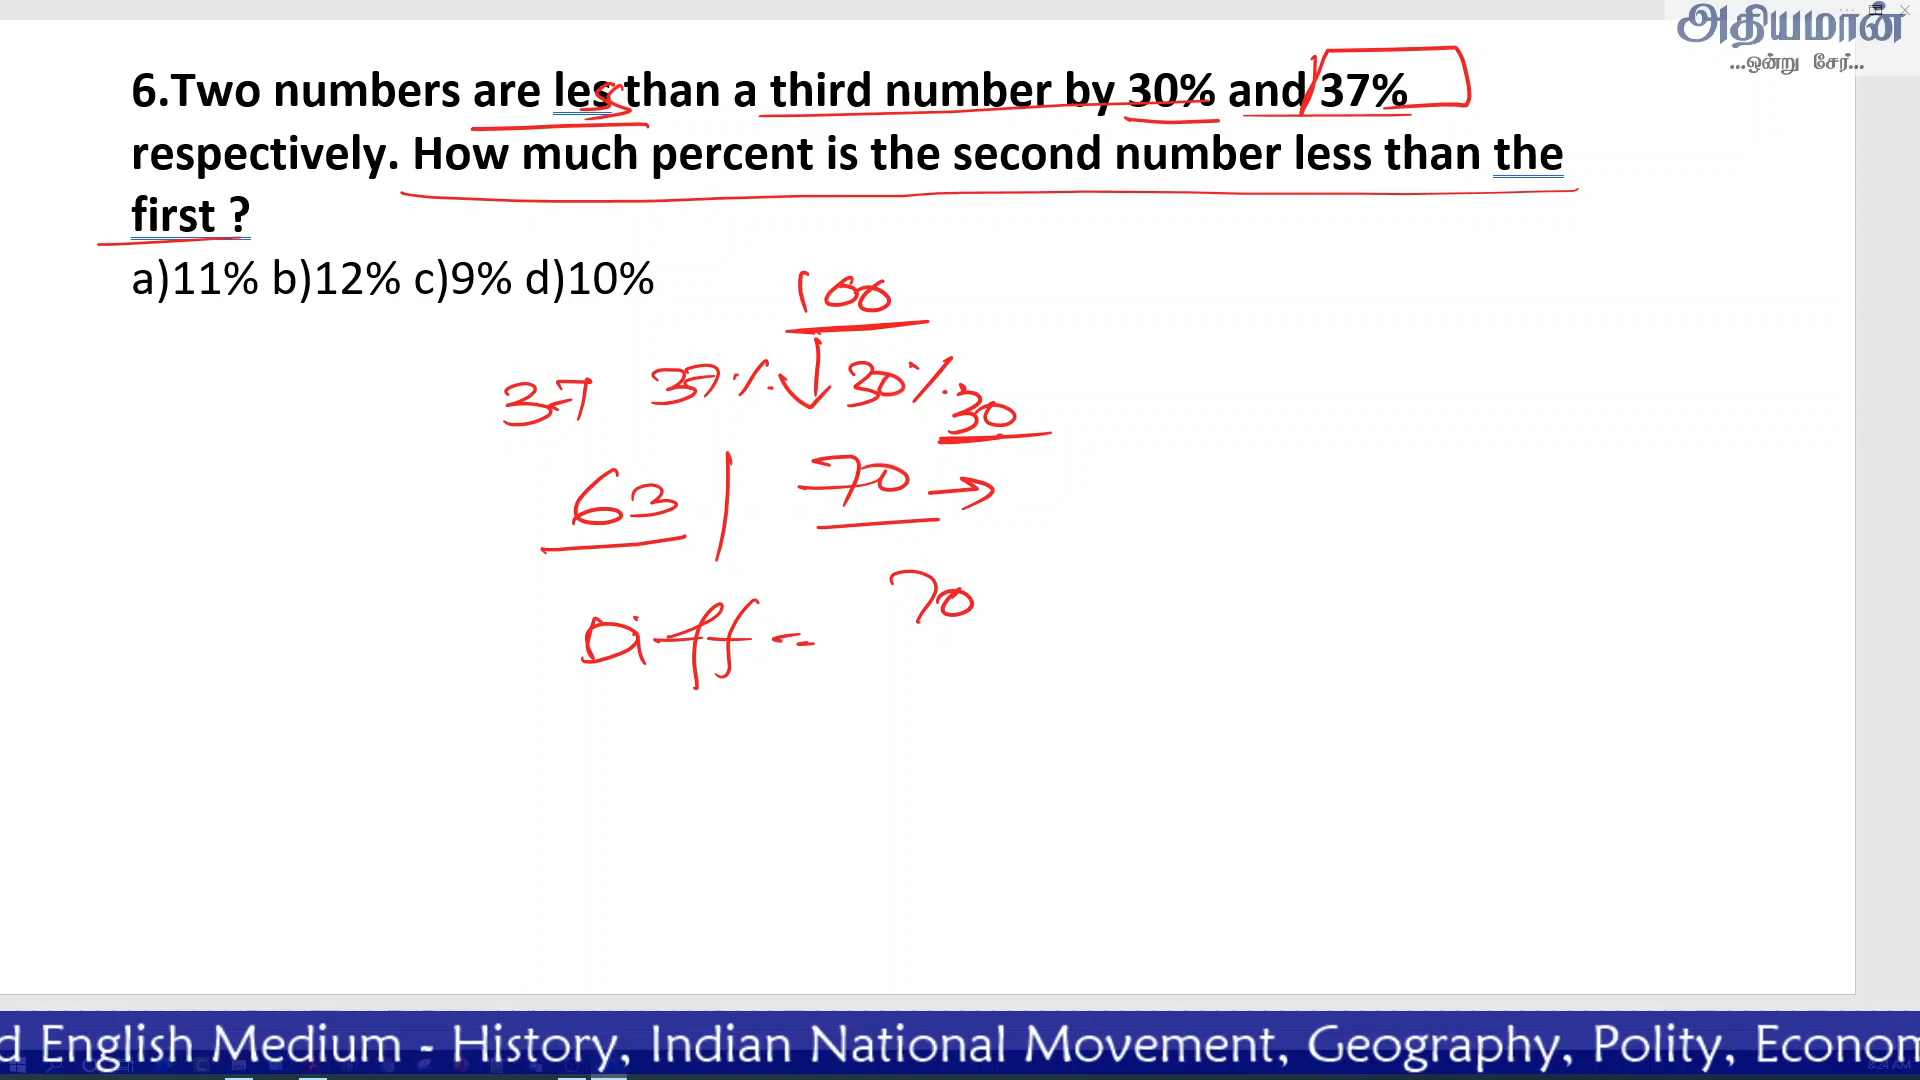 அதியமான்
...ஒன்று சேர்...
6.Two numbers are less than a third number by 30% and 37%
respectively. How much percent is the second number less than the
first ?
a)11% b)12% c)9% d)10%
100
37 37% 30% 30
63 70
70
Diff =
d English Medium - History, Indian National Movement, Geography, Polity, Econom